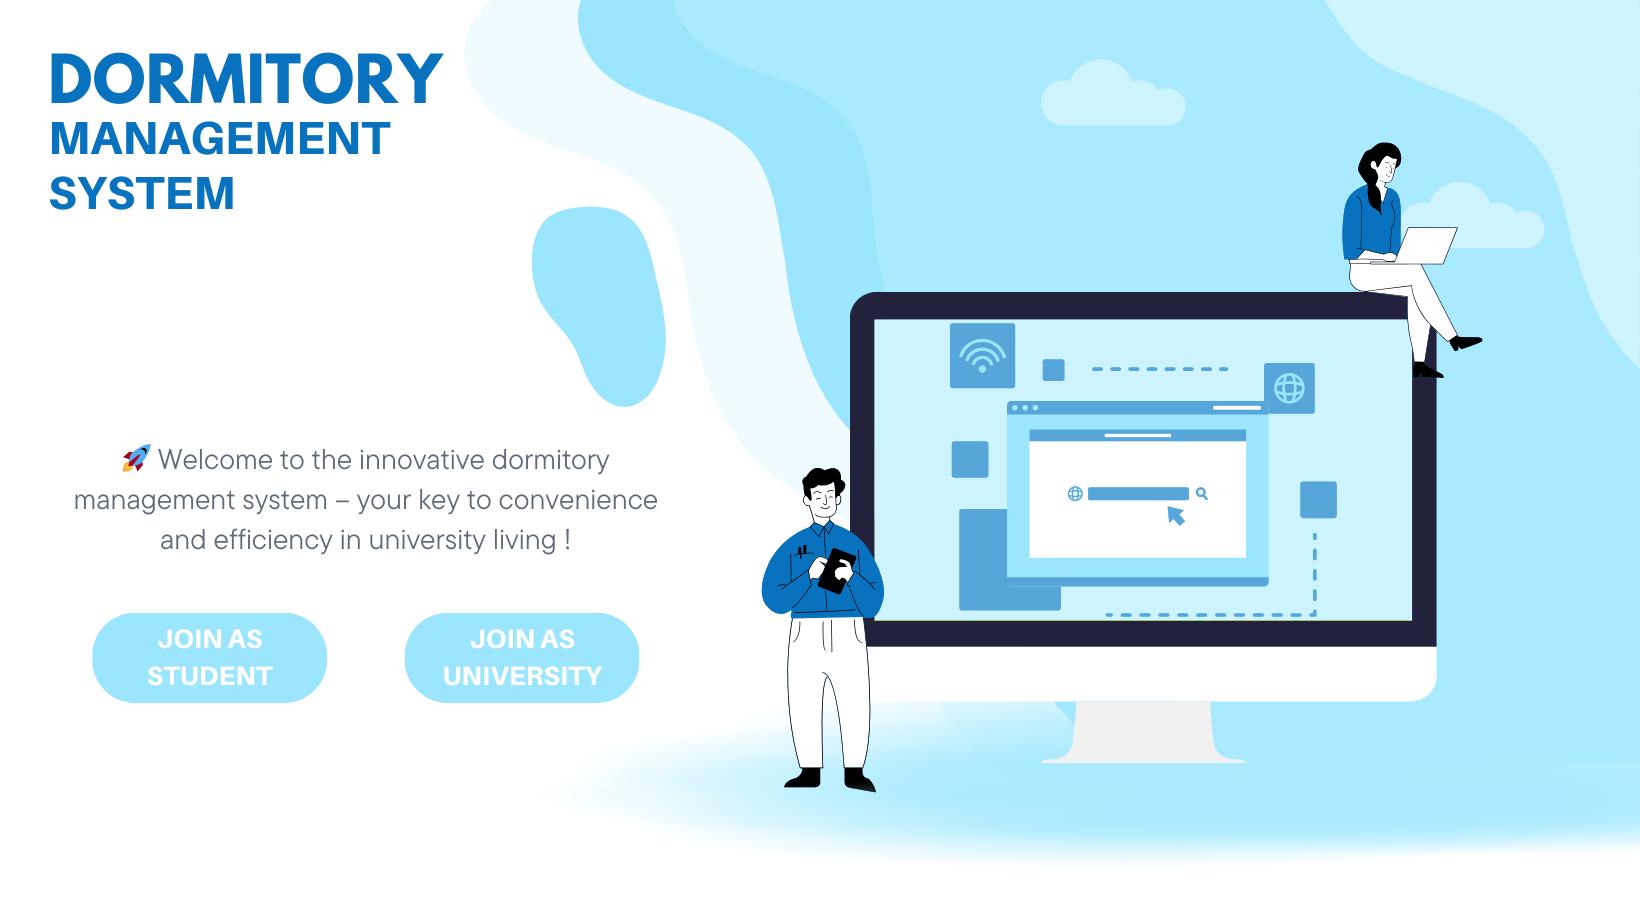 DORMITORY
MANAGEMENT
SYSTEM
🚀 Welcome to the innovative dormitory
management system – your key to convenience
and efficiency in university living !
JOIN AS
STUDENT
JOIN AS
UNIVERSITY